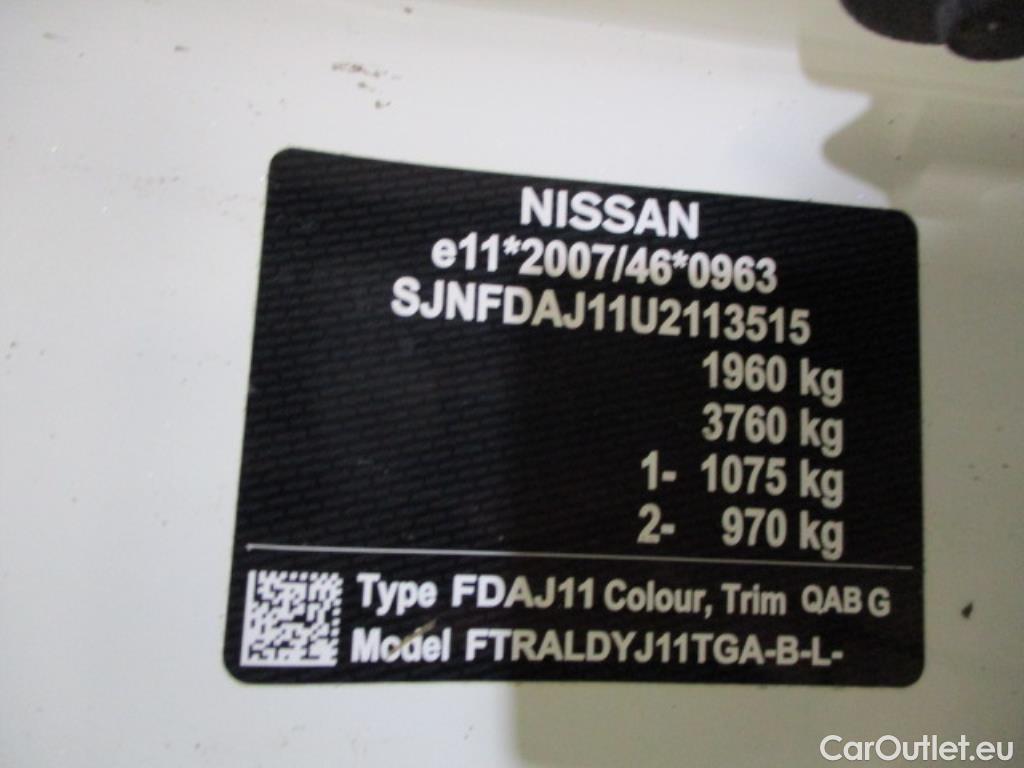 NISSAN
e11*2007/46*0963
SJNFDAJ11U2113515
1960 kg
3760 kg
1- 1075 kg
2- 970 kg
Type FDAJ11 Colour, Trim QAB G
Model FTRALDYJ11TGA-B-L-
CarOutlet.eu